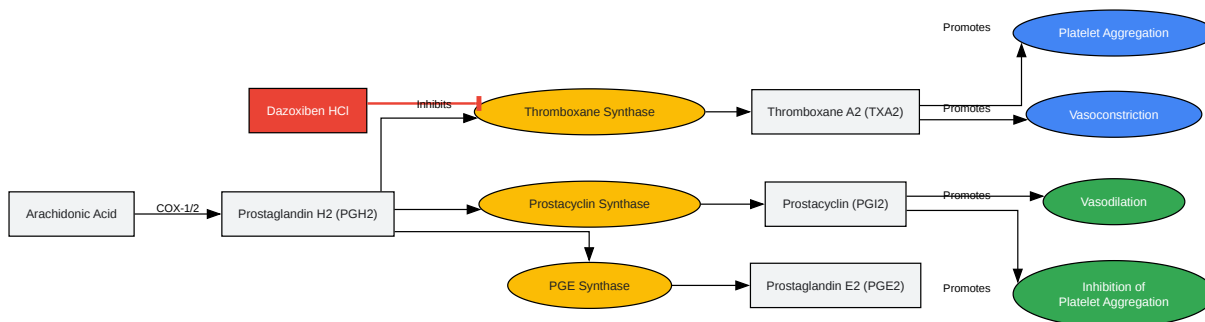 Promotes
Platelet Aggregation
Dazoxiben HCl
Inhibits
Thromboxane Synthase
Thromboxane A2 (TXA2)
Promotes
Vasoconstriction
Arachidonic Acid
COX-1/2
Prostaglandin H2 (PGH2)
Prostacyclin Synthase
Prostacyclin (PGI2)
Promotes
Vasodilation
PGE Synthase
Prostaglandin E2 (PGE2)
Promotes
Inhibition of
Platelet Aggregation